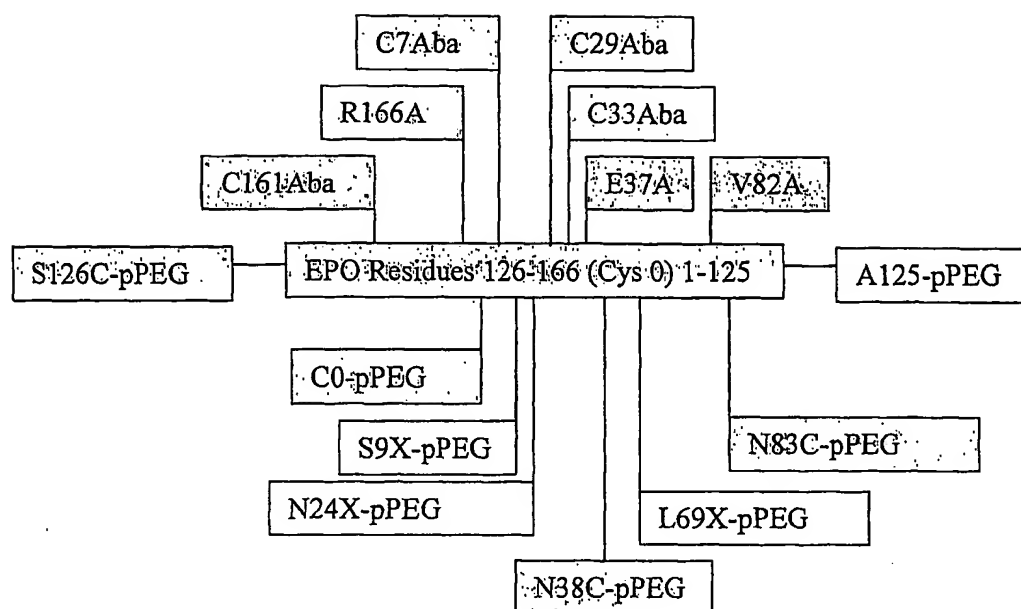 C7Aba
C29Aba
R166A
C33Aba
C161Aba
E37A
V82A
S126C-pPEG
EPO Residues 126-166 (Cys 0) 1-125
A125-pPEG
C0-pPEG
S9X-pPEG
N83C-pPEG
N24X-pPEG
L69X-pPEG
N38C-pPEG